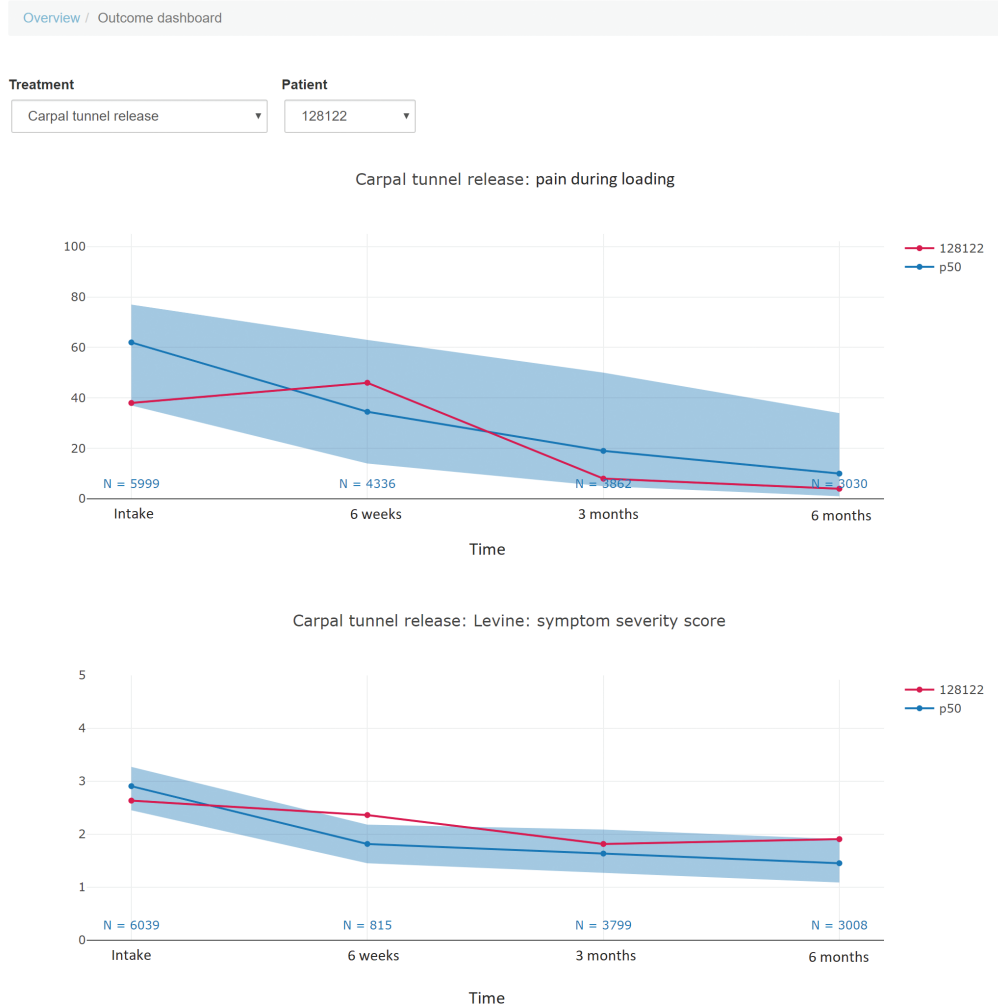 Overview / Outcome dashboard
Treatment Patient
Carpal tunnel release ▼ 128122 ▼
Carpal tunnel release: pain during loading
100
80
60
40
20
0
128122
p50
N = 5999 N = 4336 N = 3862 N = 3030
Intake 6 weeks 3 months 6 months
Time
Carpal tunnel release: Levine: symptom severity score
5
4
3
2
1
0
128122
p50
N = 6039 N = 815 N = 3799 N = 3008
Intake 6 weeks 3 months 6 months
Time